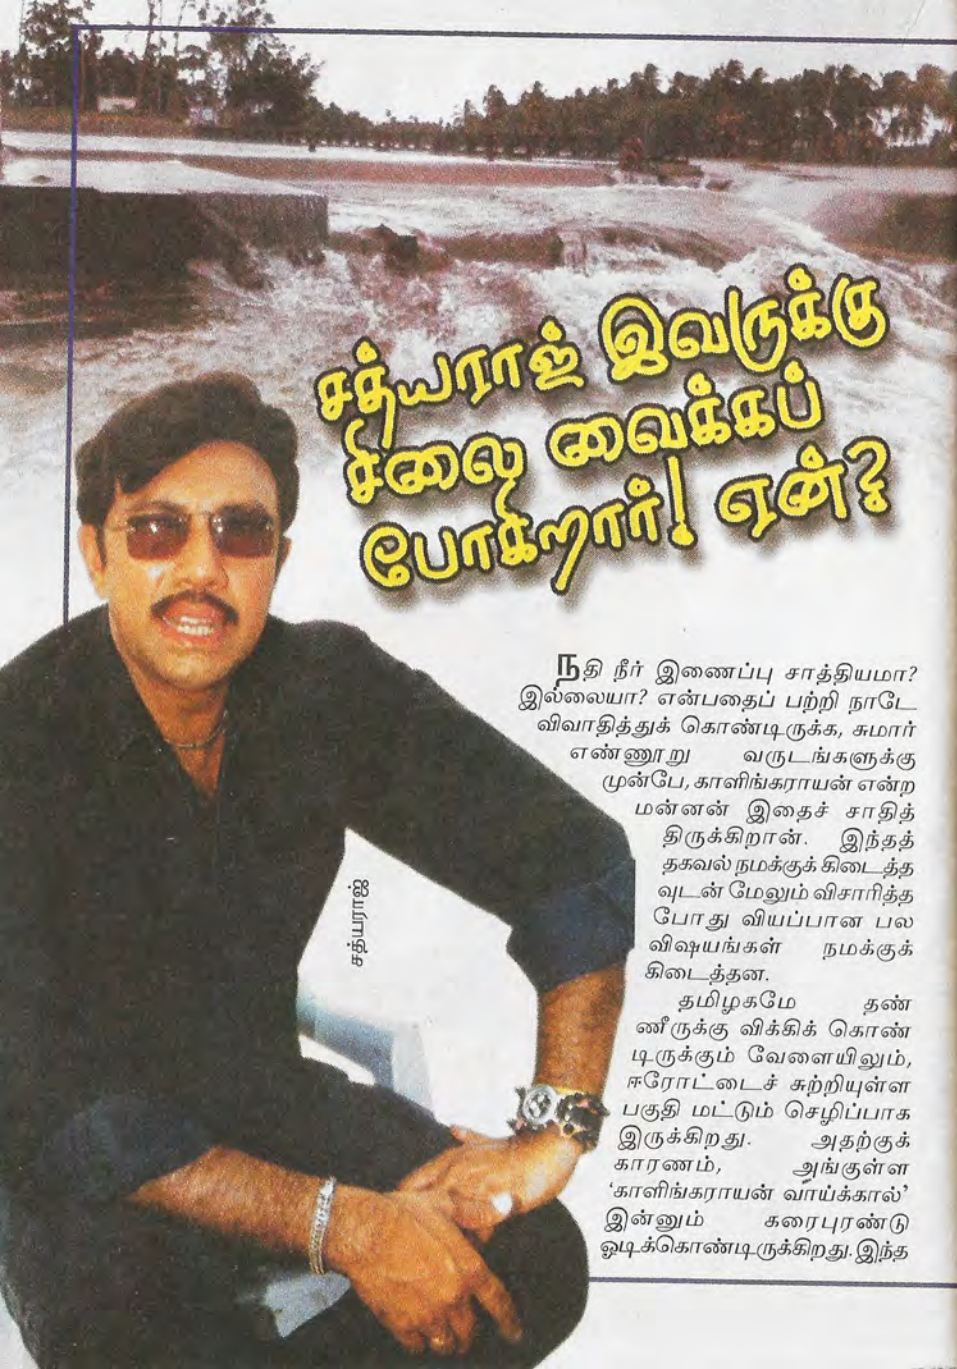 சத்யராஜ் இவருக்கு
சிலை வைக்கப்
போகிறார்! ஏன்?
நதி நீர் இணைப்பு சாத்தியமா?
இல்லையா? என்பதைப் பற்றி நாடே
விவாதித்துக் கொண்டிருக்க, சுமார்
எண்ணூறு வருடங்களுக்கு
முன்பே, காளிங்கராயன் என்ற
மன்னன் இதைச் சாதித்
திருக்கிறான். இந்தத்
தகவல் நமக்குக் கிடைத்த
வுடன் மேலும் விசாரித்த
போது வியப்பான பல
விஷயங்கள் நமக்குக்
கிடைத்தன.
தமிழகமே தண்
ணீருக்கு விக்கிக் கொண்
டிருக்கும் வேளையிலும்,
ஈரோட்டைச் சுற்றியுள்ள
பகுதி மட்டும் செழிப்பாக
இருக்கிறது. அதற்குக்
காரணம், அங்குள்ள
'காளிங்கராயன் வாய்க்கால்'
இன்னும் கரைபுரண்டு
ஓடிக்கொண்டிருக்கிறது. இந்த
சத்யராஜ்